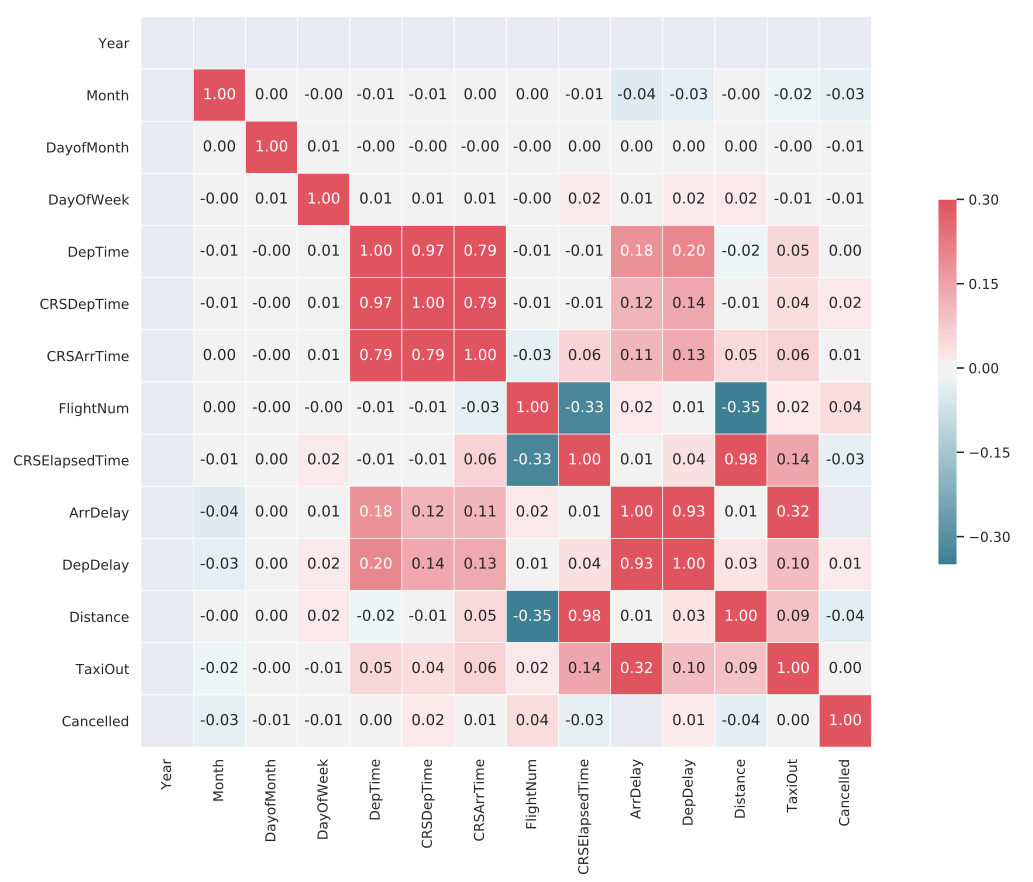 Year
Month 1.00 0.00 -0.00 -0.01 -0.01 0.00 0.00 -0.01 -0.04 -0.03 -0.00 -0.02 -0.03
DayofMonth 0.00 1.00 0.01 -0.00 -0.00 -0.00 -0.00 0.00 0.00 0.00 0.00 -0.00 -0.01
DayOfWeek -0.00 0.01 1.00 0.01 0.01 0.01 -0.00 0.02 0.01 0.02 0.02 -0.01 -0.01
DepTime -0.01 -0.00 0.01 1.00 0.97 0.79 -0.01 -0.01 0.18 0.20 -0.02 0.05 0.00
CRSDepTime -0.01 -0.00 0.01 0.97 1.00 0.79 -0.01 -0.01 0.12 0.14 -0.01 0.04 0.02
CRSArrTime 0.00 -0.00 0.01 0.79 0.79 1.00 -0.03 0.06 0.11 0.13 0.05 0.06 0.01
FlightNum 0.00 -0.00 -0.00 -0.01 -0.01 -0.03 1.00 -0.33 0.02 0.01 -0.35 0.02 0.04
CRSElapsedTime -0.01 0.00 0.02 -0.01 -0.01 0.06 -0.33 1.00 0.01 0.04 0.98 0.14 -0.03
ArrDelay -0.04 0.00 0.01 0.18 0.12 0.11 0.02 0.01 1.00 0.93 0.01 0.32
DepDelay -0.03 0.00 0.02 0.20 0.14 0.13 0.01 0.04 0.93 1.00 0.03 0.10 0.01
Distance -0.00 0.00 0.02 -0.02 -0.01 0.05 -0.35 0.98 0.01 0.03 1.00 0.09 -0.04
TaxiOut -0.02 -0.00 -0.01 0.05 0.04 0.06 0.02 0.14 0.32 0.10 0.09 1.00 0.00
Cancelled -0.03 -0.01 -0.01 0.00 0.02 0.01 0.04 -0.03 0.01 -0.04 0.00 1.00
Year
Month
DayofMonth
DayOfWeek
DepTime
CRSDepTime
CRSArrTime
FlightNum
CRSElapsedTime
ArrDelay
DepDelay
Distance
TaxiOut
Cancelled
0.30
0.15
0.00
−0.15
−0.30